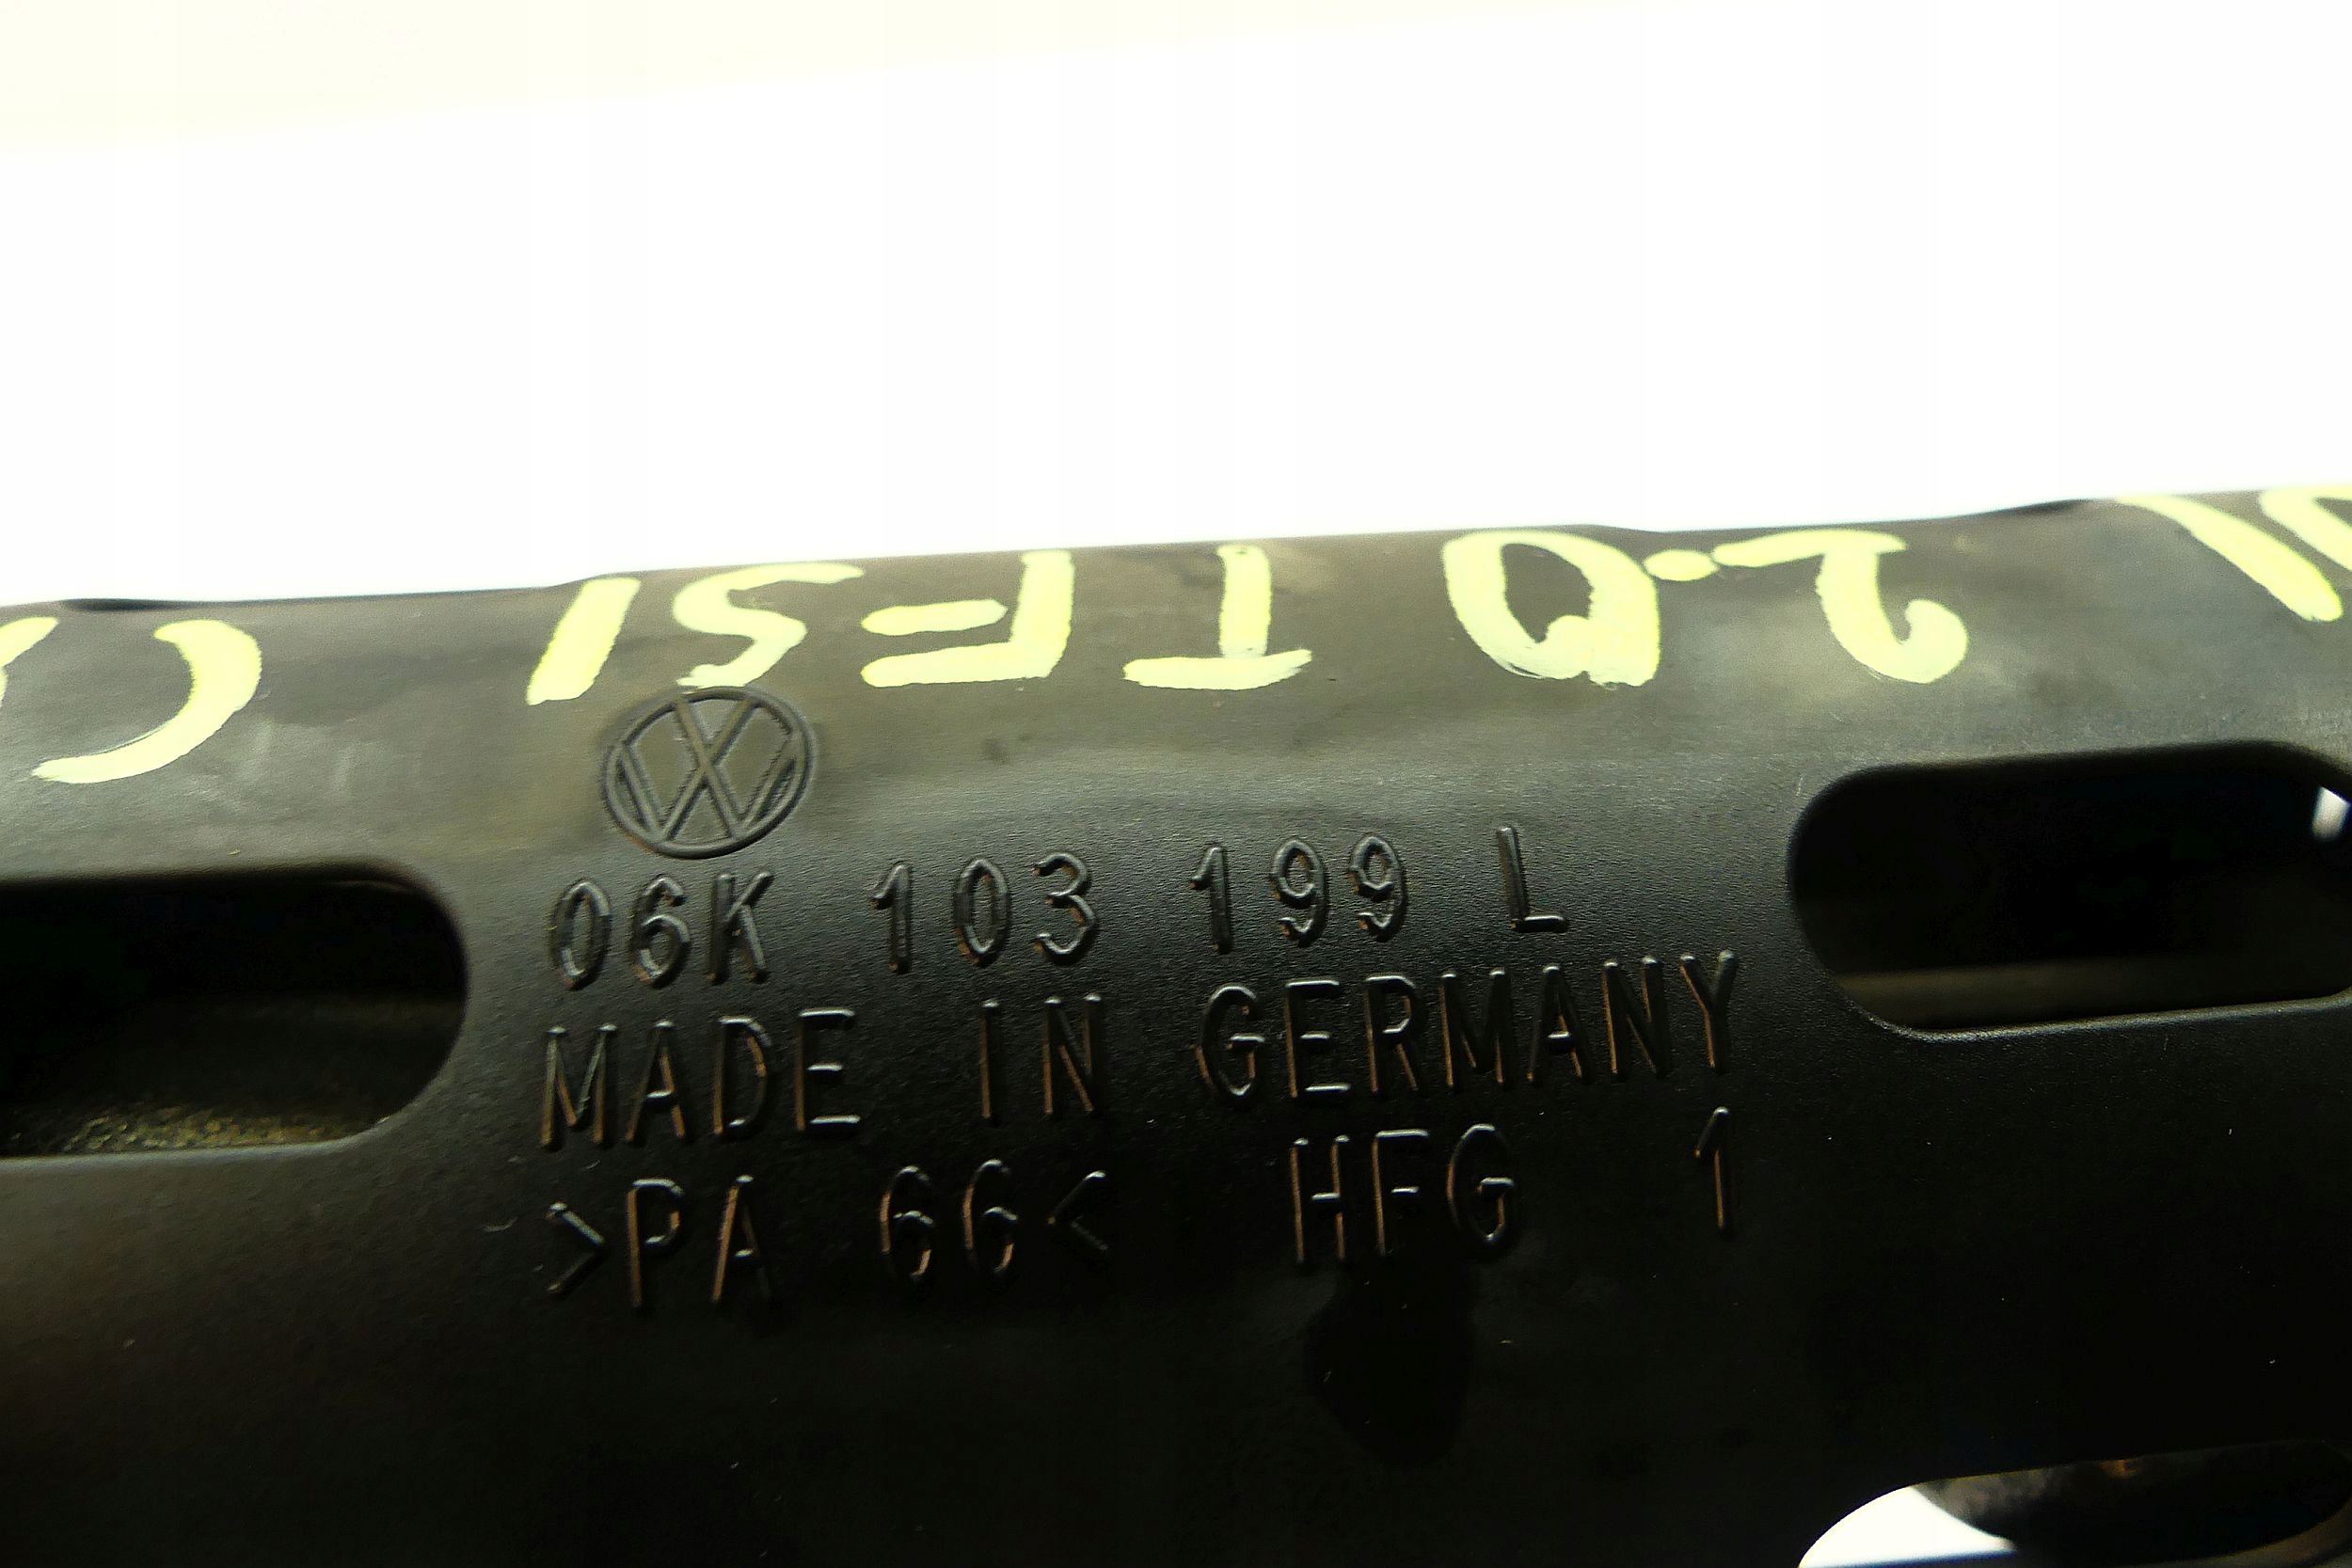 2.0 TFSI
06K 103 199 L
MADE IN GERMANY
>PA 66< HFG 1